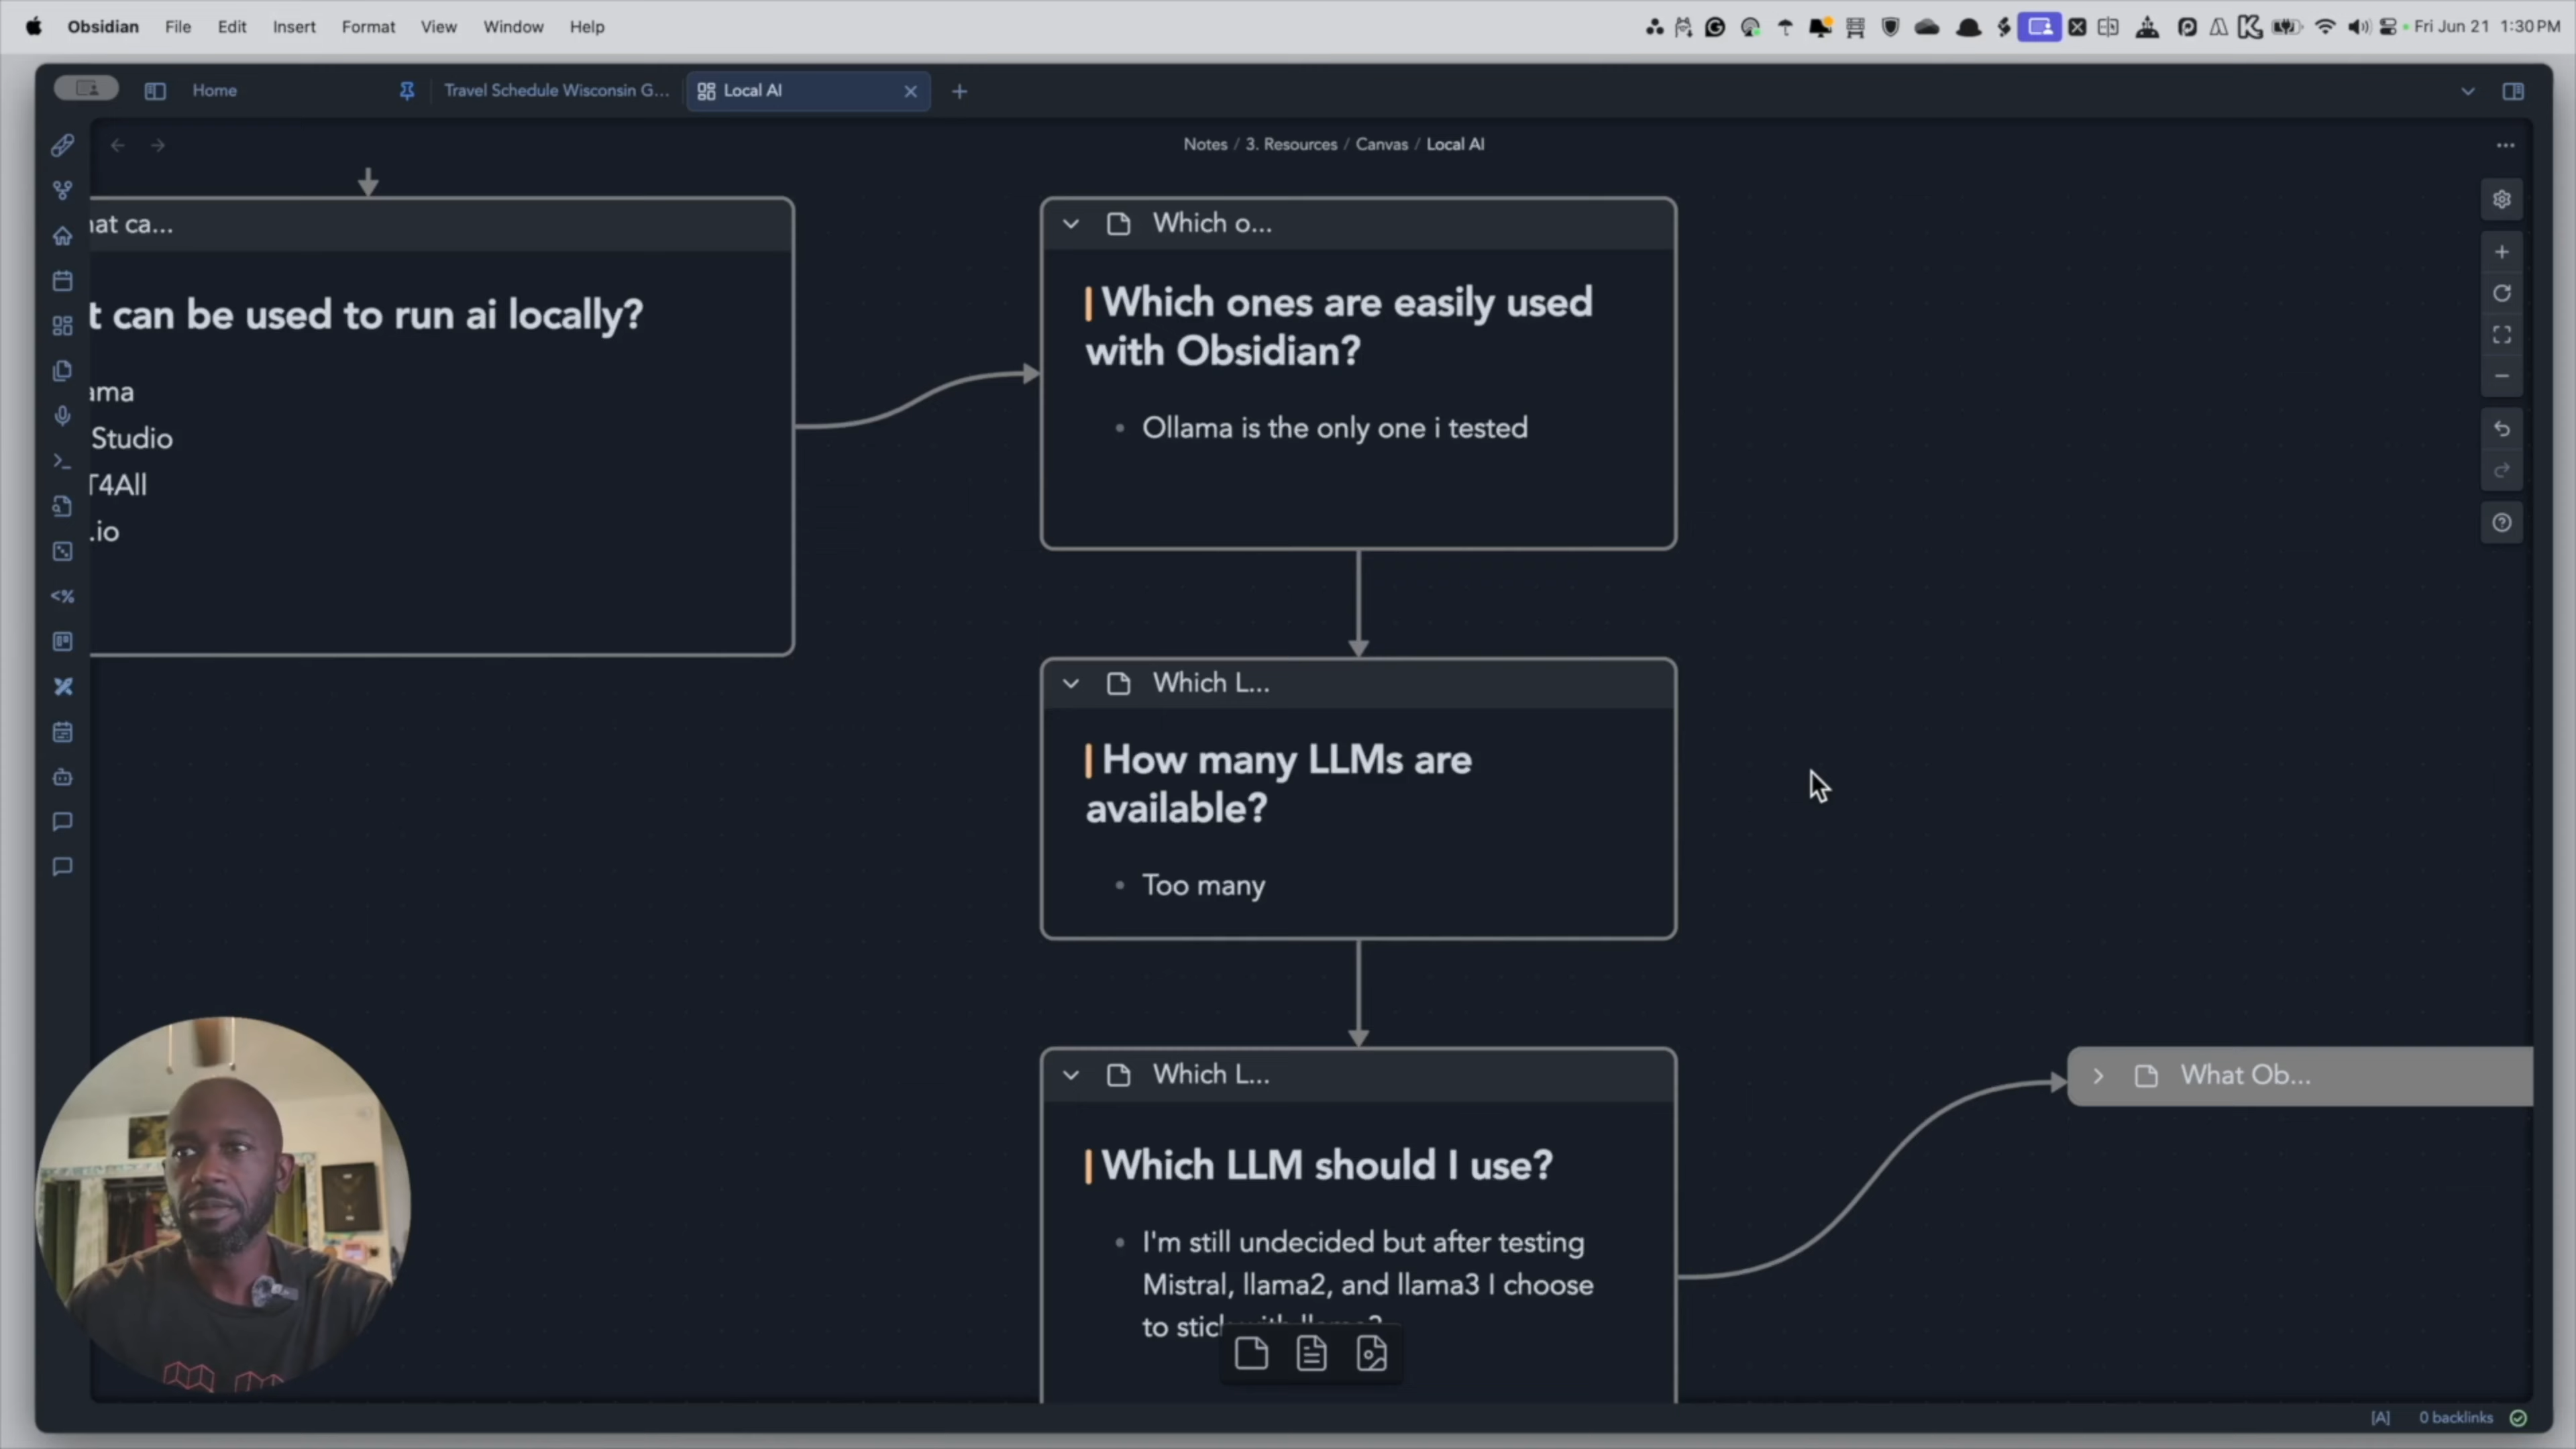 Obsidian File Edit Insert Format View Window Help
Fri Jun 21 1:30 PM
Home
Travel Schedule Wisconsin G...
Local AI
Notes / 3. Resources / Canvas / Local AI
hat ca...
t can be used to run ai locally?
ama
Studio
T4All
.io
Which o...
Which ones are easily used
with Obsidian?
• Ollama is the only one i tested
Which L...
How many LLMs are
available?
• Too many
Which L...
Which LLM should I use?
• I'm still undecided but after testing
Mistral, llama2, and llama3 I choose
to stick with
What Ob...
[A] 0 backlinks